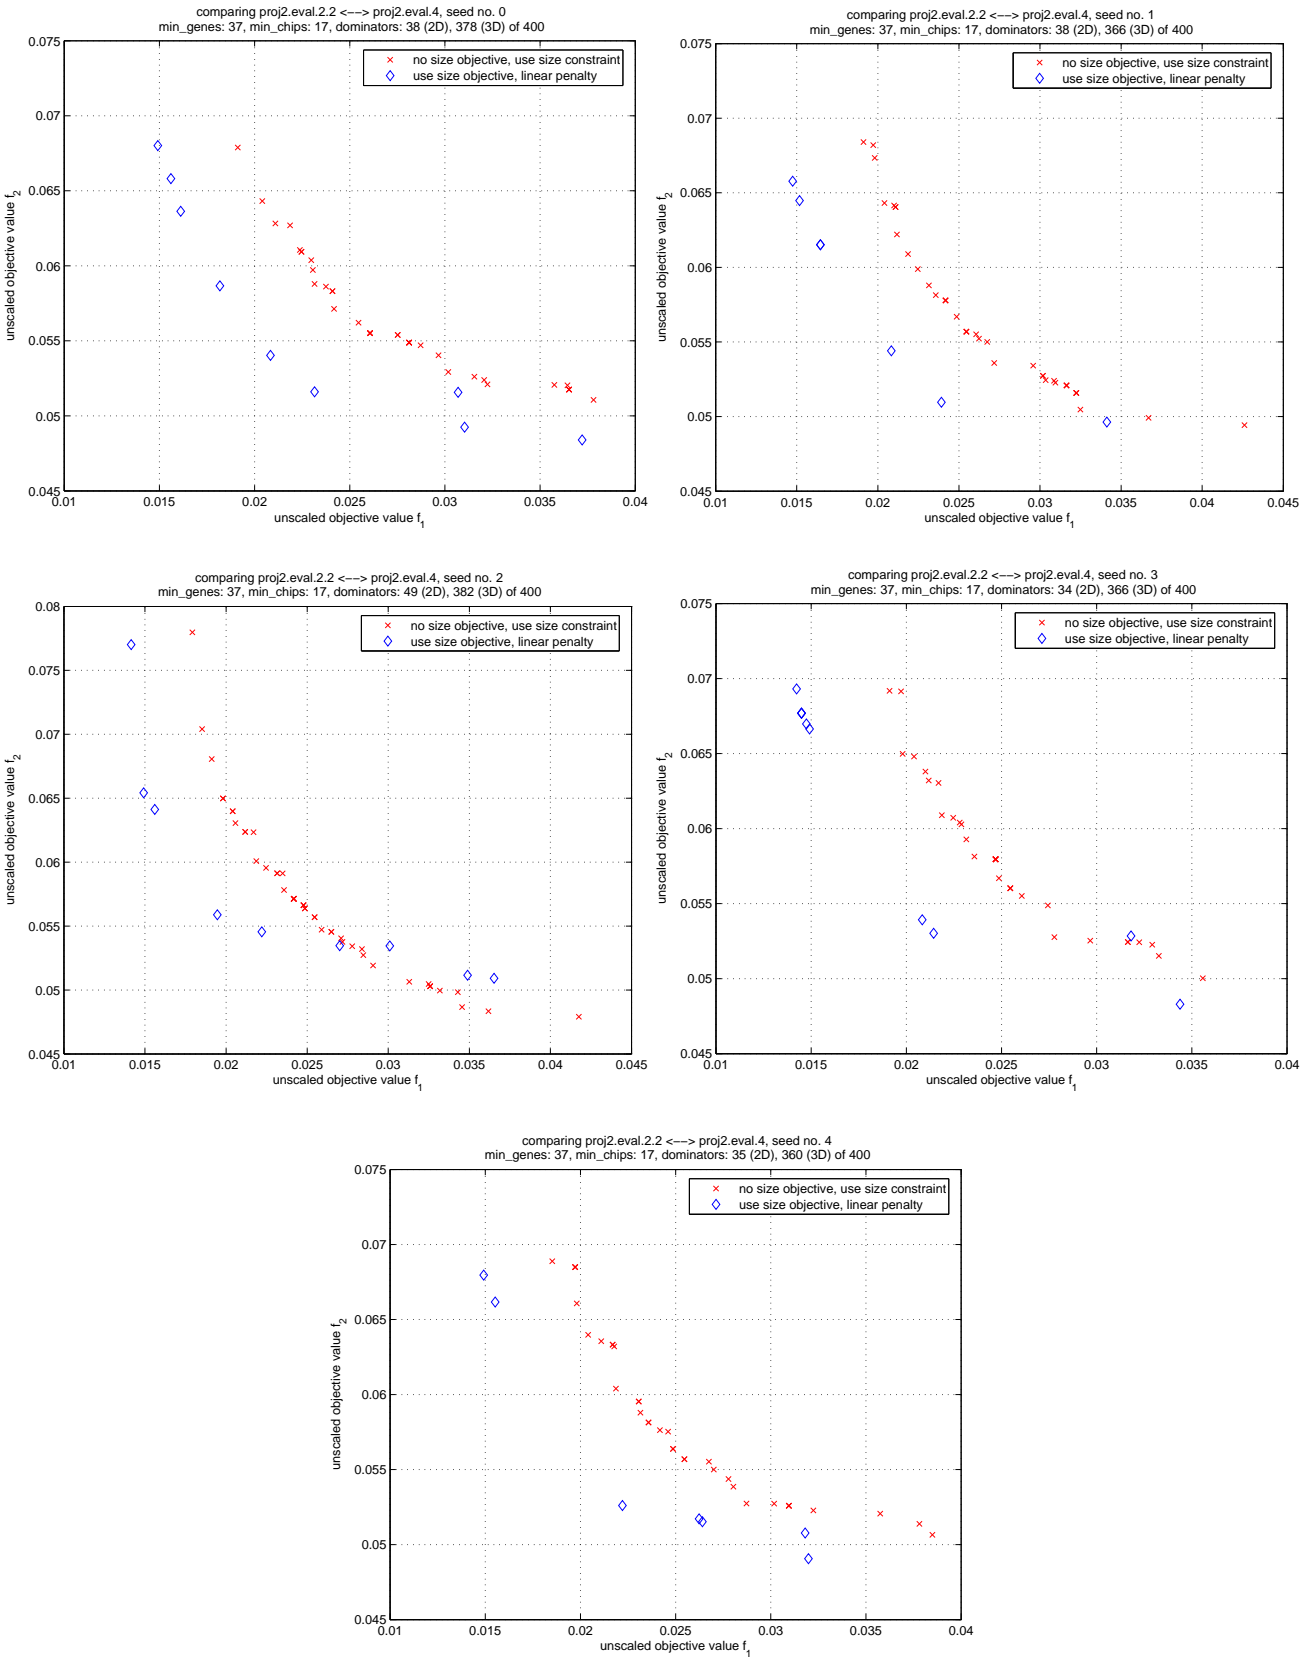 comparing proj2.eval.2.2 <−−> proj2.eval.4, seed no. 0
min_genes: 37, min_chips: 17, dominators: 38 (2D), 378 (3D) of 400
no size objective, use size constraint
use size objective, linear penalty
0.075
0.07
0.065
0.06
0.055
0.05
0.045
unscaled objective value f2
0.01 0.015 0.02 0.025 0.03 0.035 0.04
unscaled objective value f1
comparing proj2.eval.2.2 <−−> proj2.eval.4, seed no. 1
min_genes: 37, min_chips: 17, dominators: 38 (2D), 366 (3D) of 400
no size objective, use size constraint
use size objective, linear penalty
0.075
0.07
0.065
0.06
0.055
0.05
0.045
unscaled objective value f2
0.01 0.015 0.02 0.025 0.03 0.035 0.04 0.045
unscaled objective value f1
comparing proj2.eval.2.2 <−−> proj2.eval.4, seed no. 2
min_genes: 37, min_chips: 17, dominators: 49 (2D), 382 (3D) of 400
no size objective, use size constraint
use size objective, linear penalty
0.08
0.075
0.07
0.065
0.06
0.055
0.05
0.045
unscaled objective value f2
0.01 0.015 0.02 0.025 0.03 0.035 0.04 0.045
unscaled objective value f1
comparing proj2.eval.2.2 <−−> proj2.eval.4, seed no. 3
min_genes: 37, min_chips: 17, dominators: 34 (2D), 366 (3D) of 400
no size objective, use size constraint
use size objective, linear penalty
0.075
0.07
0.065
0.06
0.055
0.05
0.045
unscaled objective value f2
0.01 0.015 0.02 0.025 0.03 0.035 0.04
unscaled objective value f1
comparing proj2.eval.2.2 <−−> proj2.eval.4, seed no. 4
min_genes: 37, min_chips: 17, dominators: 35 (2D), 360 (3D) of 400
no size objective, use size constraint
use size objective, linear penalty
0.075
0.07
0.065
0.06
0.055
0.05
0.045
unscaled objective value f2
0.01 0.015 0.02 0.025 0.03 0.035 0.04
unscaled objective value f1